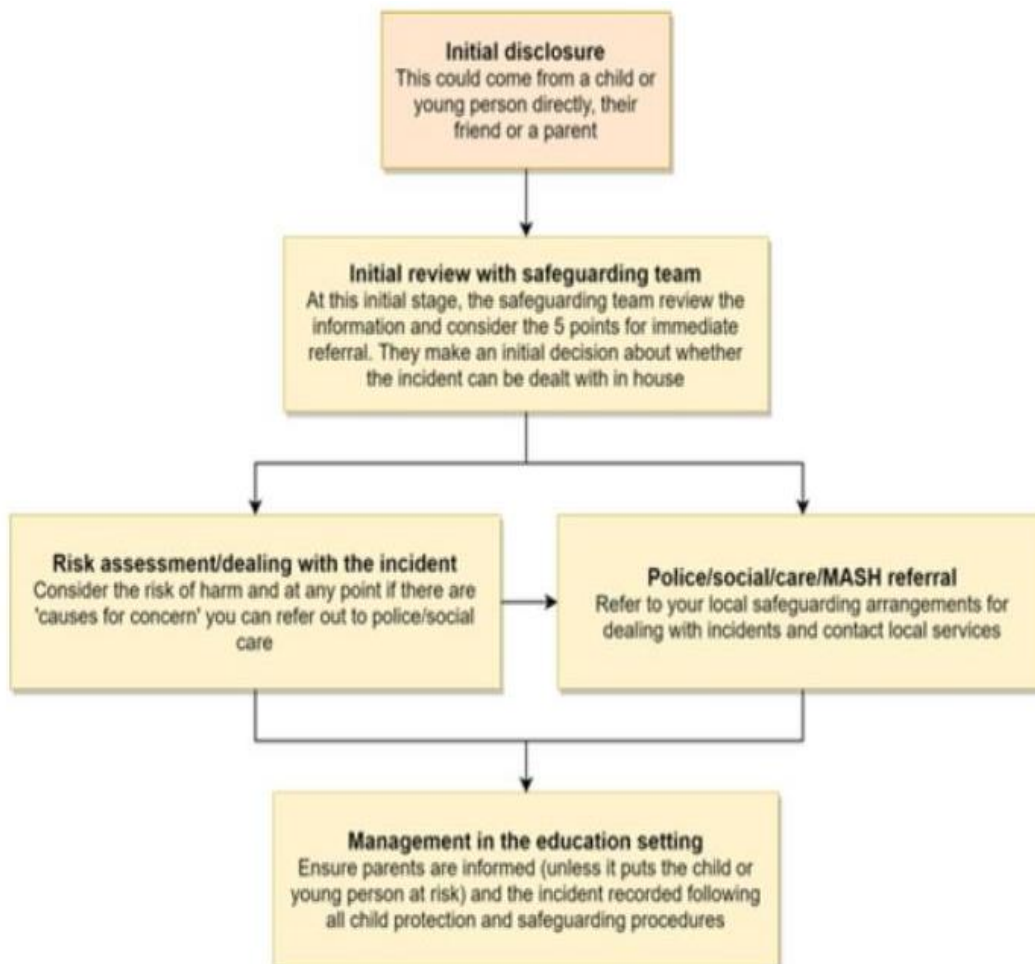 Initial disclosure
This could come from a child or
young person directly, their
friend or a parent
Initial review with safeguarding team
At this initial stage, the safeguarding team review the
information and consider the 5 points for immediate
referral. They make an initial decision about whether
the incident can be dealt with in house
Risk assessment/dealing with the incident
Consider the risk of harm and at any point if there are
'causes for concern' you can refer out to police/social
care
Police/social/care/MASH referral
Refer to your local safeguarding arrangements for
dealing with incidents and contact local services
Management in the education setting
Ensure parents are informed (unless it puts the child or
young person at risk) and the incident recorded following
all child protection and safeguarding procedures